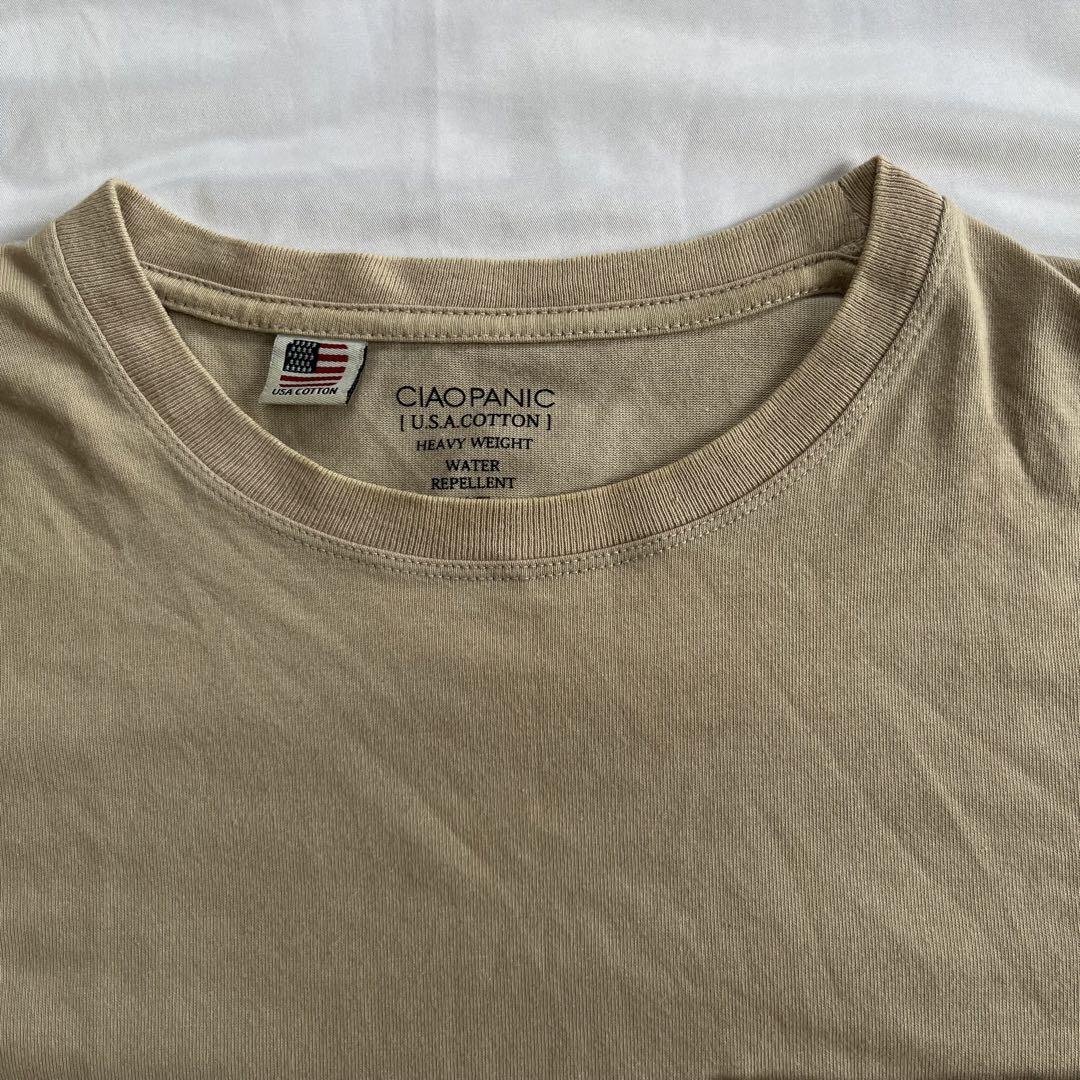 USA COTTON
CIAOPANIC
[ U.S.A.COTTON ]
HEAVY WEIGHT
WATER
REPELLENT